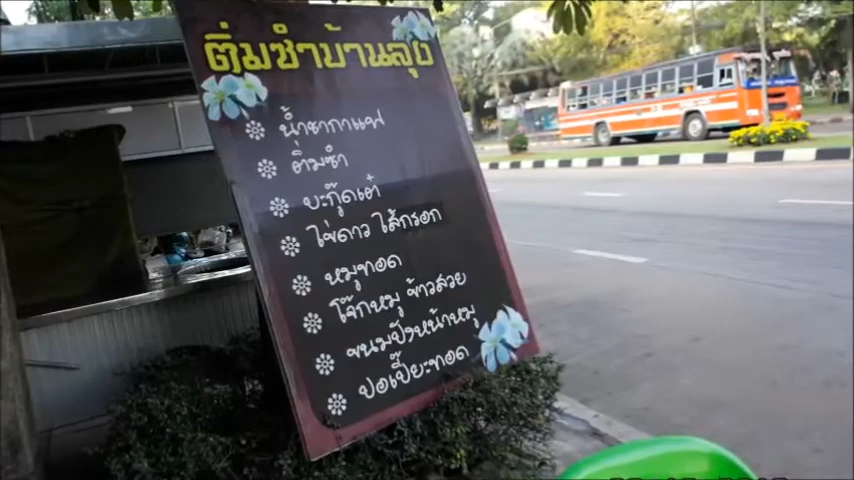 ติ่มซำบ้านลุง
น้ำชากาแฟ
ติ่มซำ
บะกุ๊ดเต๋
ไข่ดาว ไส้กรอก
หมูทอด
โจ๊กหมู ข้าวสวย
ขนมปังหน้าหมู
ปอเปี๊ยะทอด